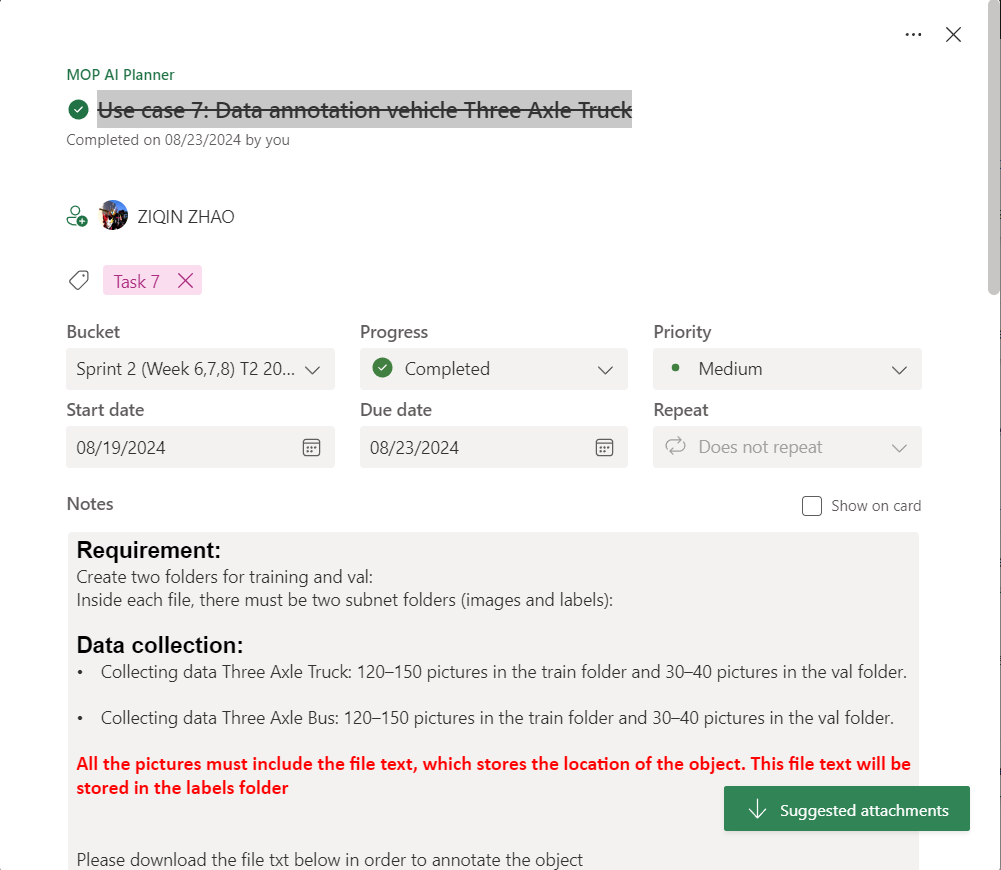 MOP AI Planner
Use case 7: Data annotation vehicle Three Axle Truck
Completed on 08/23/2024 by you
ZIQIN ZHAO
Task 7
Bucket Progress Priority
Sprint 2 (Week 6,7,8) T2 20... Completed Medium
Start date Due date Repeat
08/19/2024 08/23/2024 Does not repeat
Notes Show on card
Requirement:
Create two folders for training and val:
Inside each file, there must be two subnet folders (images and labels):
Data collection:
• Collecting data Three Axle Truck: 120–150 pictures in the train folder and 30–40 pictures in the val folder.
• Collecting data Three Axle Bus: 120–150 pictures in the train folder and 30–40 pictures in the val folder.
All the pictures must include the file text, which stores the location of the object. This file text will be
stored in the labels folder
Suggested attachments
Please download the file txt below in order to annotate the object